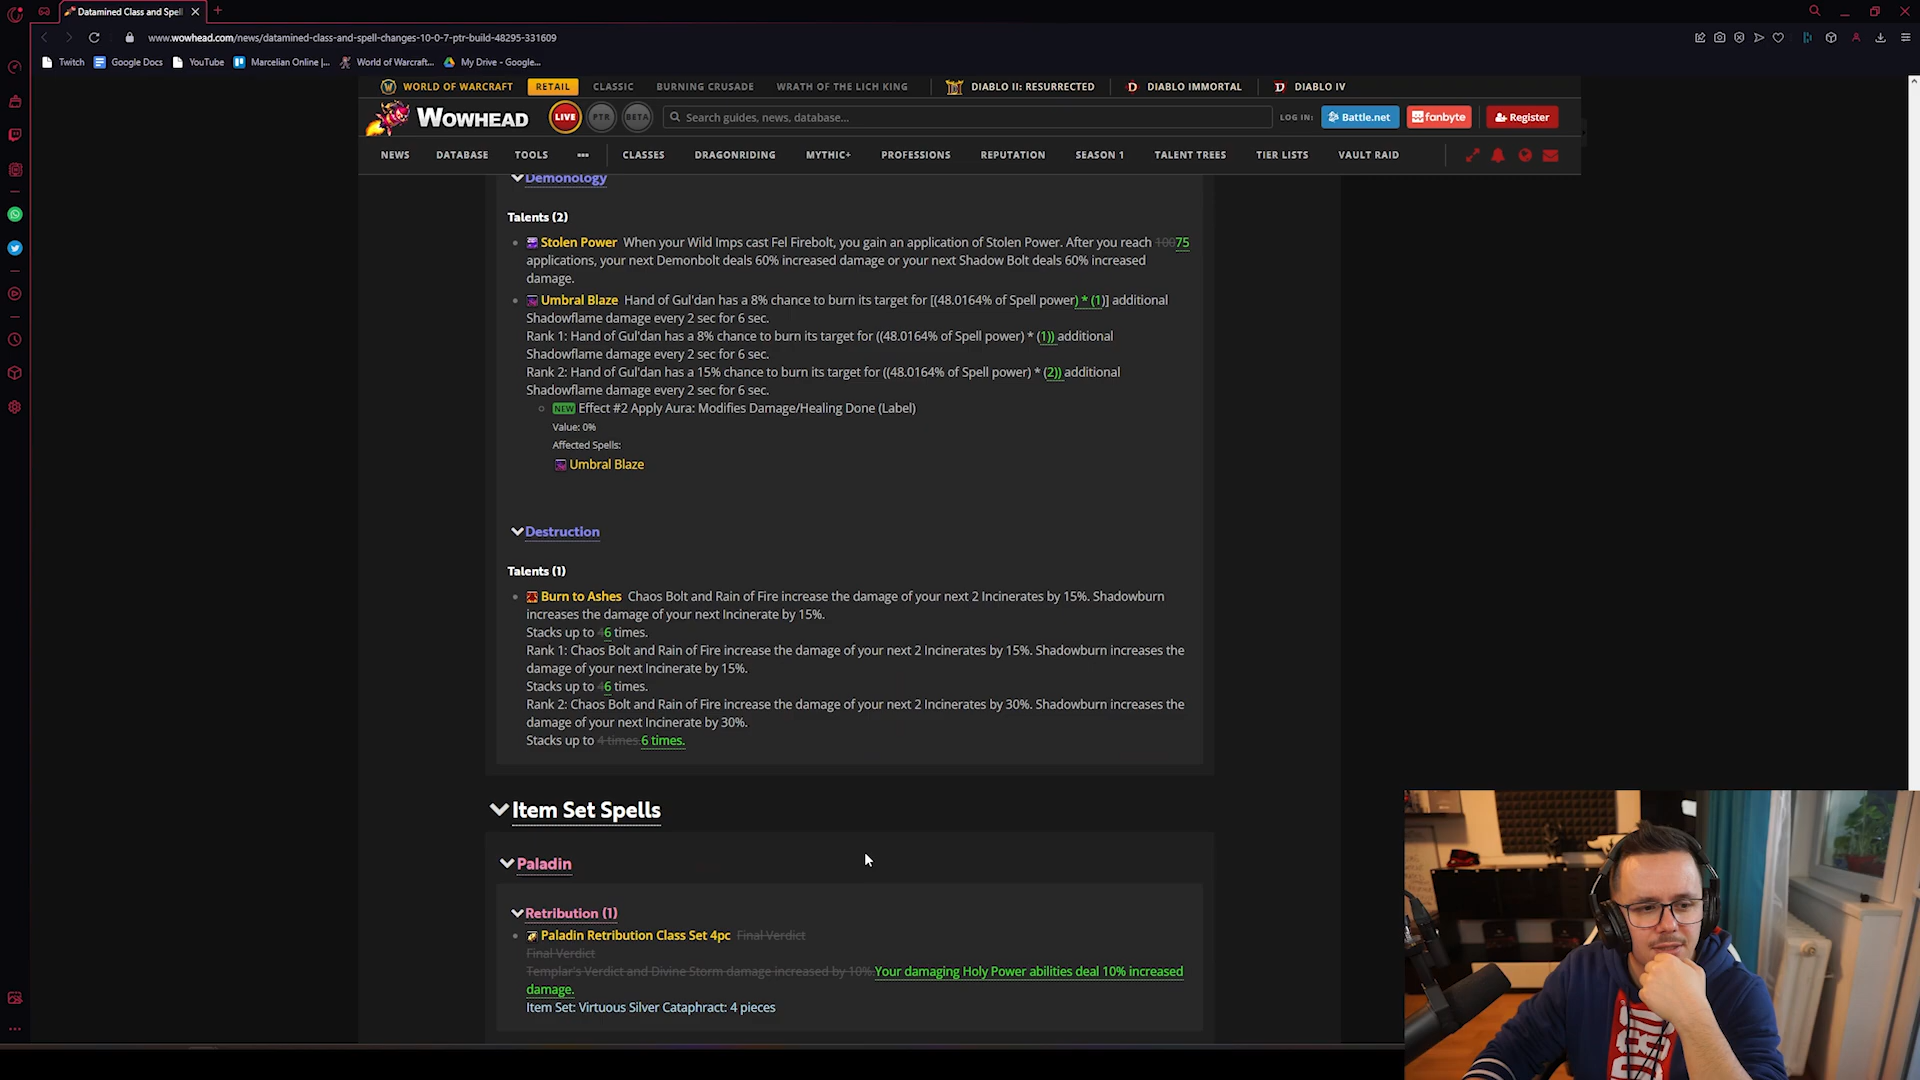 Datamined Class and Spell
www.wowhead.com/news/datamined-class-and-spell-changes-10-0-7-ptr-build-48295-331609
Twitch Google Docs YouTube Marcelian Online |... World of Warcraft... My Drive - Google...
WORLD OF WARCRAFT RETAIL CLASSIC BURNING CRUSADE WRATH OF THE LICH KING DIABLO II: RESURRECTED DIABLO IMMORTAL DIABLO IV
WOWHEAD LIVE PTR BETA Search guides, news, database... LOG IN: Battle.net fanbyte Register
NEWS DATABASE TOOLS ... CLASSES DRAGONRIDING MYTHIC+ PROFESSIONS REPUTATION SEASON 1 TALENT TREES TIER LISTS VAULT RAID
Demonology
Talents (2)
Stolen Power When your Wild Imps cast Fel Firebolt, you gain an application of Stolen Power. After you reach 10075
applications, your next Demonbolt deals 60% increased damage or your next Shadow Bolt deals 60% increased
damage.
Umbral Blaze Hand of Gul'dan has a 8% chance to burn its target for [(48.0164% of Spell power) * (1)] additional
Shadowflame damage every 2 sec for 6 sec.
Rank 1: Hand of Gul'dan has a 8% chance to burn its target for ((48.0164% of Spell power) * (1)) additional
Shadowflame damage every 2 sec for 6 sec.
Rank 2: Hand of Gul'dan has a 15% chance to burn its target for ((48.0164% of Spell power) * (2)) additional
Shadowflame damage every 2 sec for 6 sec.
NEW Effect #2 Apply Aura: Modifies Damage/Healing Done (Label)
Value: 0%
Affected Spells:
Umbral Blaze
Destruction
Talents (1)
Burn to Ashes Chaos Bolt and Rain of Fire increase the damage of your next 2 Incinerates by 15%. Shadowburn
increases the damage of your next Incinerate by 15%.
Stacks up to 46 times.
Rank 1: Chaos Bolt and Rain of Fire increase the damage of your next 2 Incinerates by 15%. Shadowburn increases the
damage of your next Incinerate by 15%.
Stacks up to 46 times.
Rank 2: Chaos Bolt and Rain of Fire increase the damage of your next 2 Incinerates by 30%. Shadowburn increases the
damage of your next Incinerate by 30%.
Stacks up to 4 times.6 times.
Item Set Spells
Paladin
Retribution (1)
Paladin Retribution Class Set 4pc Final Verdict
Final Verdict
Templar's Verdict and Divine Storm damage increased by 10%.Your damaging Holy Power abilities deal 10% increased
damage.
Item Set: Virtuous Silver Cataphract: 4 pieces